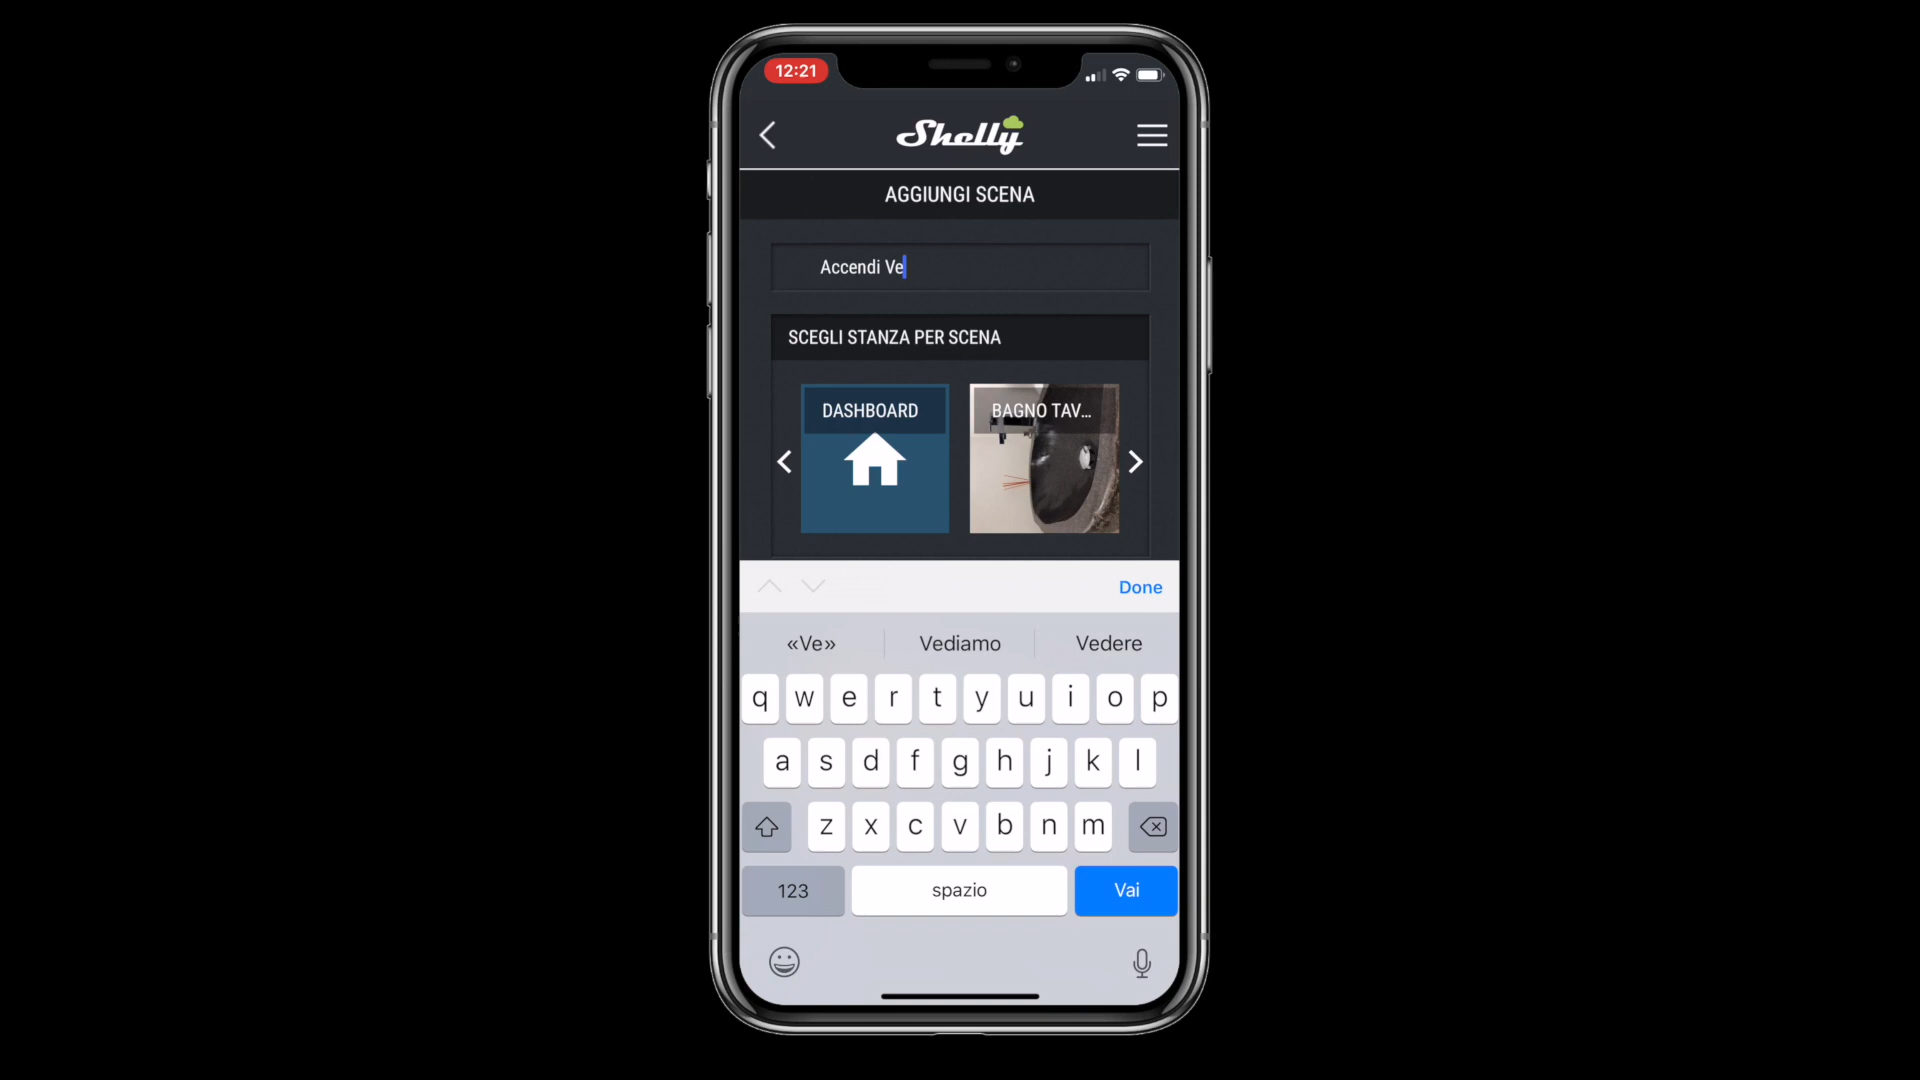 12:21
Shelly
AGGIUNGI SCENA
Accendi Ve
SCEGLI STANZA PER SCENA
DASHBOARD
BAGNO TAV...
Done
«Ve» Vediamo Vedere
q w e r t y u i o p
a s d f g h j k l
z x c v b n m
123 spazio Vai